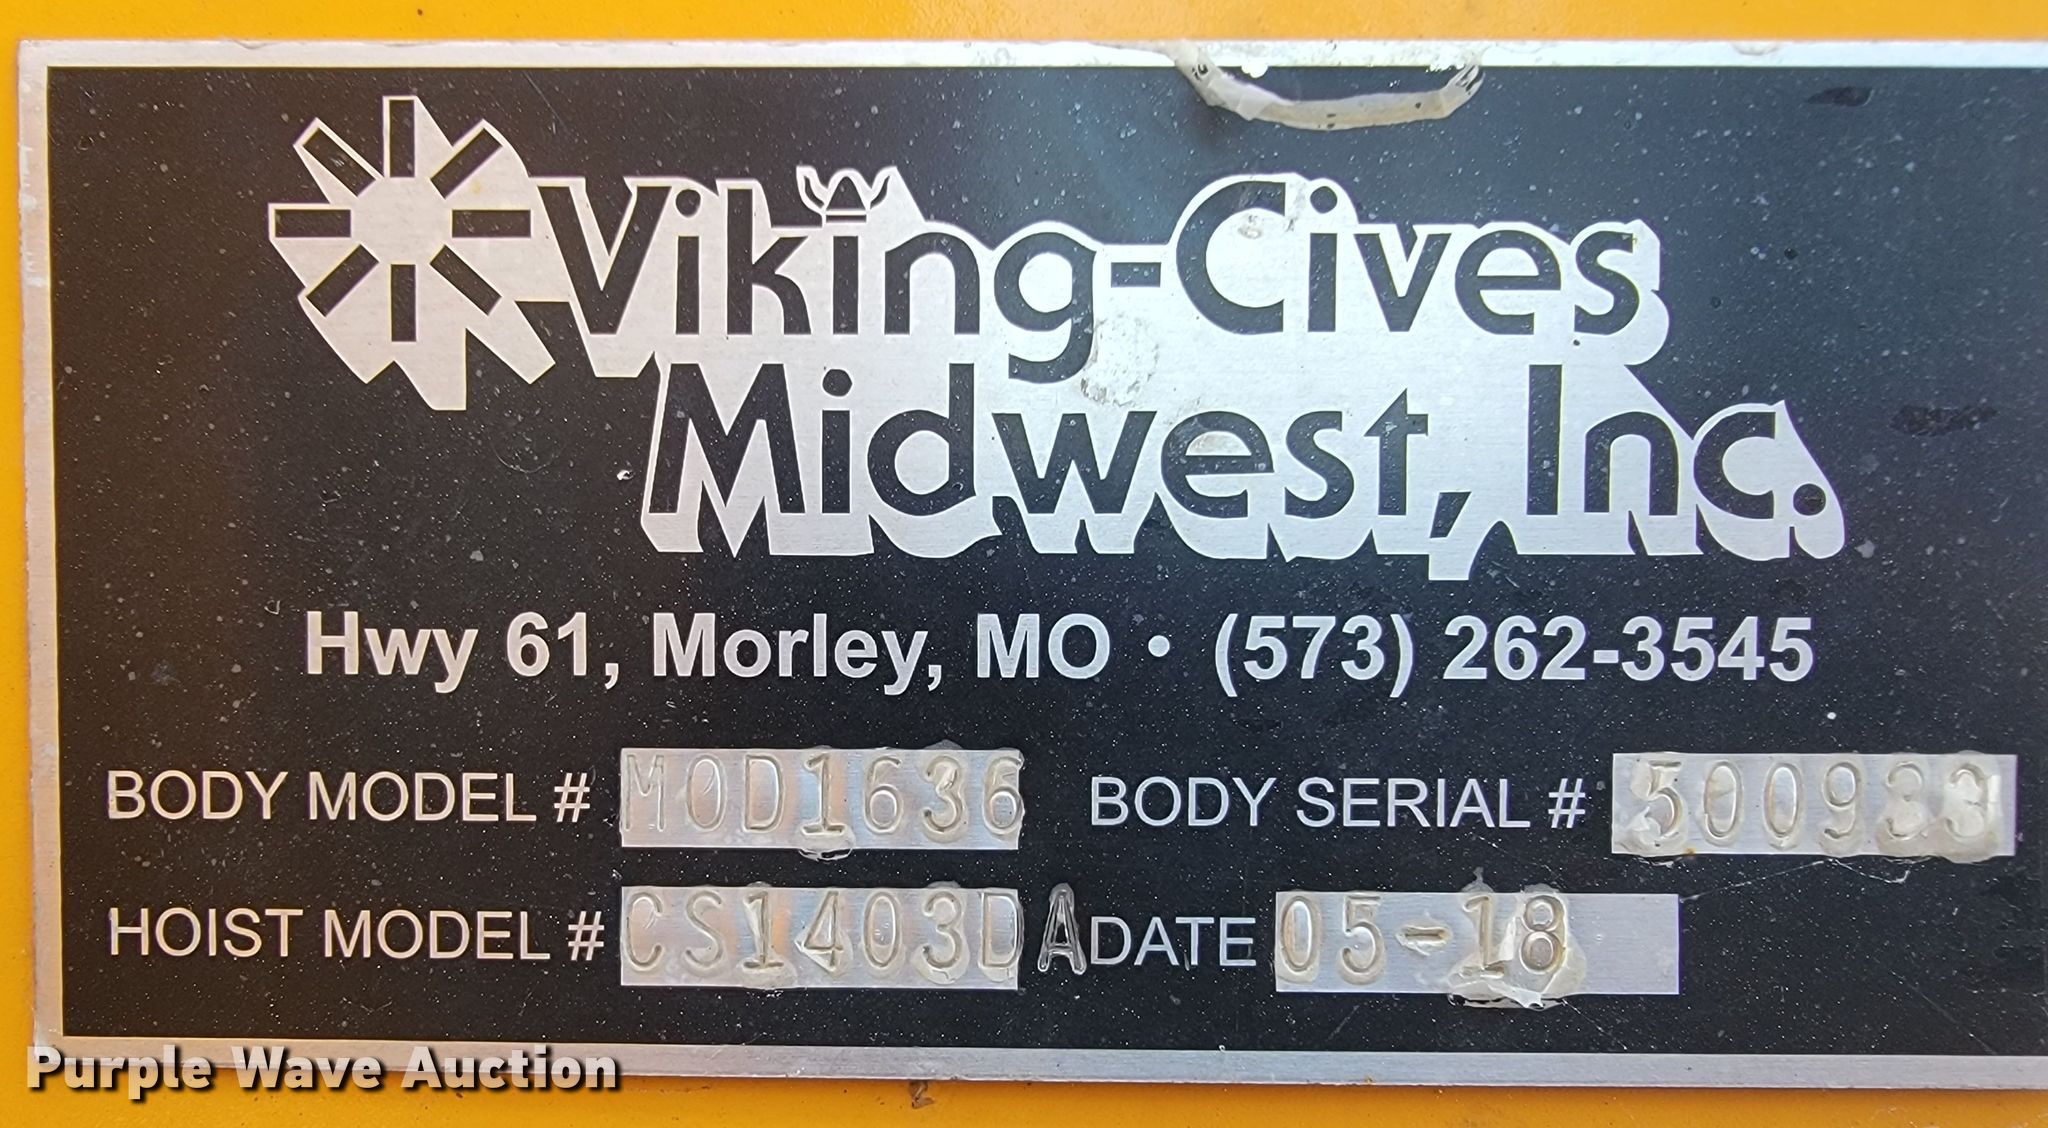 Viking-Cives
Midwest, Inc.
Hwy 61, Morley, MO • (573) 262-3545
BODY MODEL # MOD1636 BODY SERIAL # 500933
HOIST MODEL # CS1403DA DATE 05-18
Purple Wave Auction